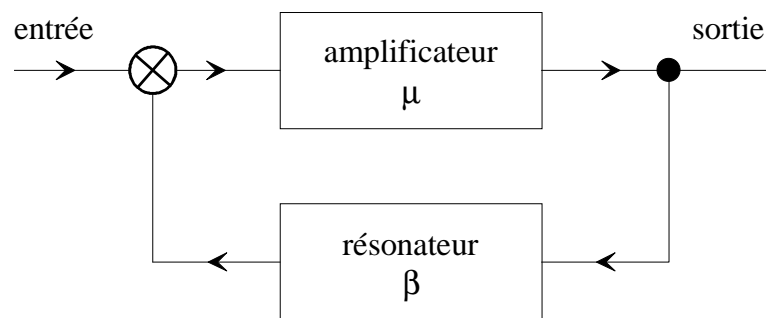 entrée
sortie
amplificateur
μ
résonateur
β